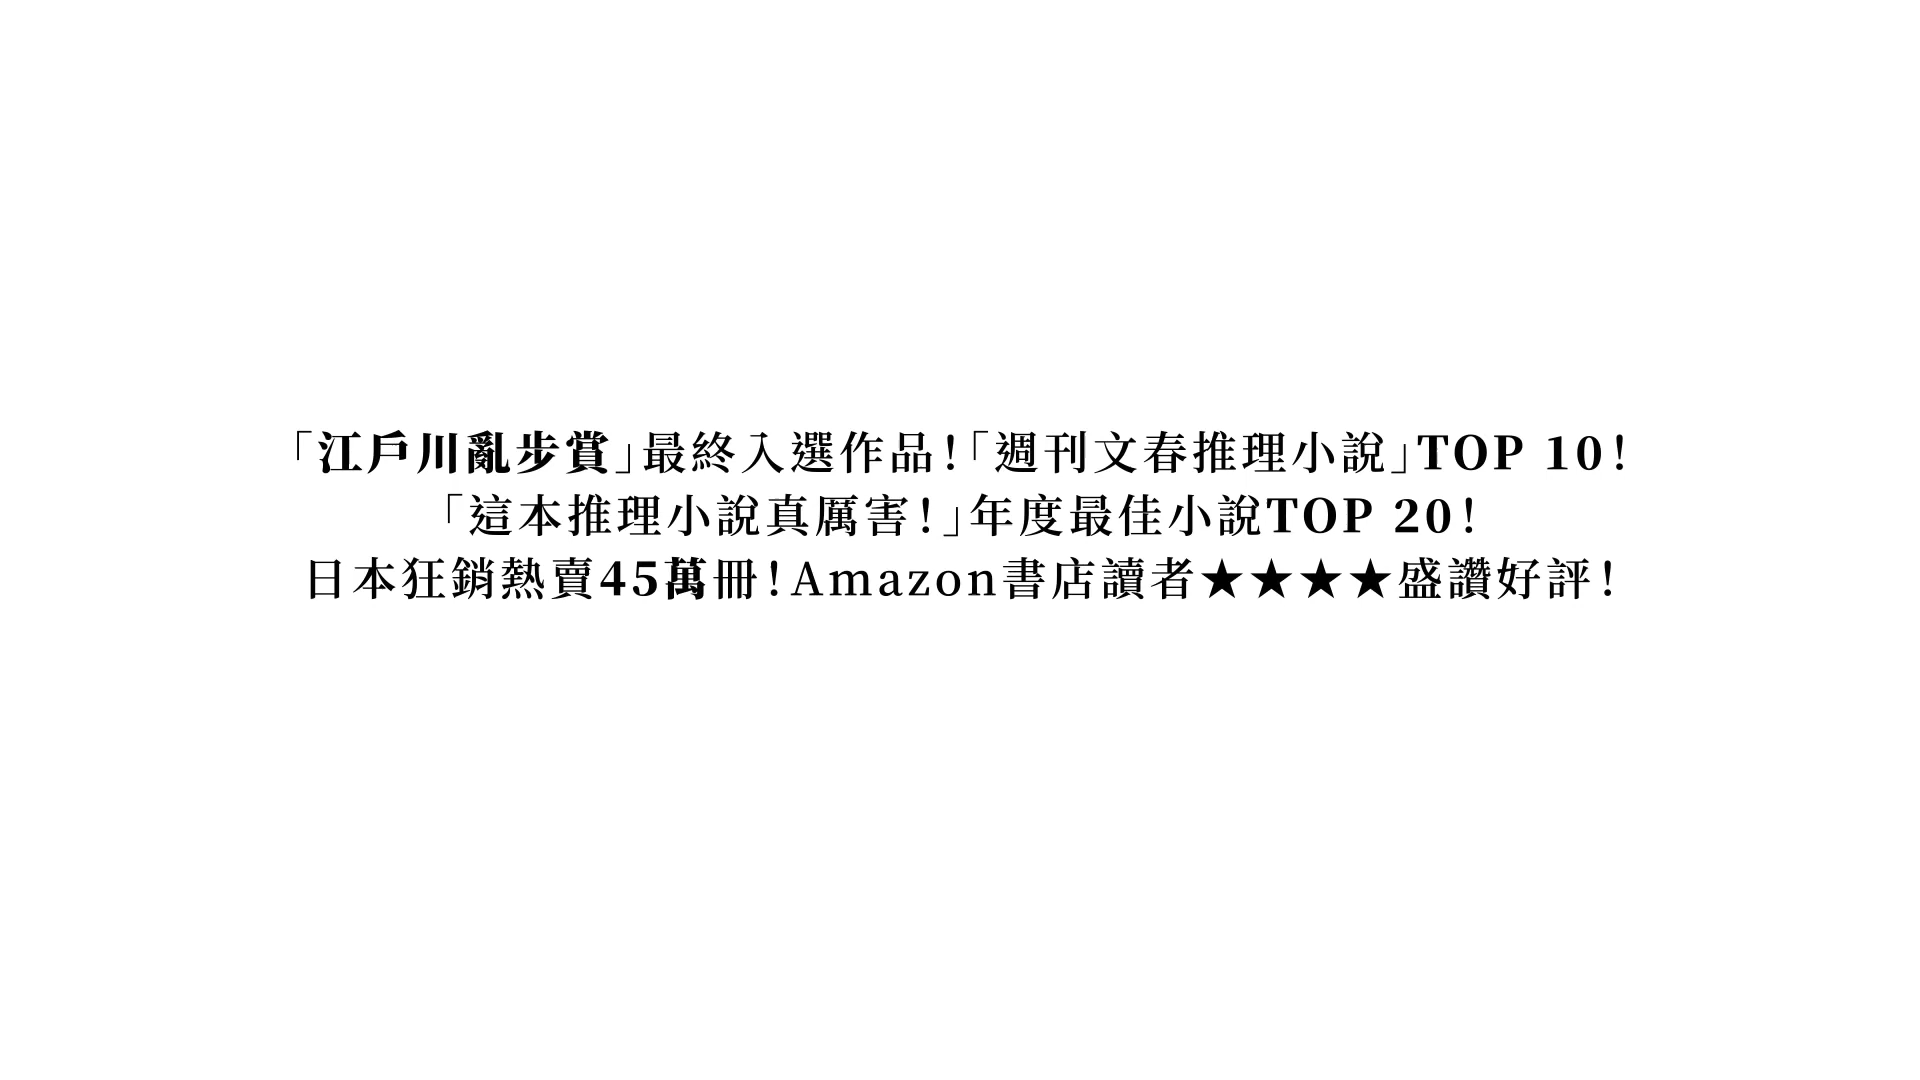 「江戶川亂步賞」最終入選作品！「週刊文春推理小說」TOP 10！
「這本推理小說真厲害！」年度最佳小說TOP 20！
日本狂銷熱賣45萬冊！Amazon書店讀者★★★★盛讚好評！